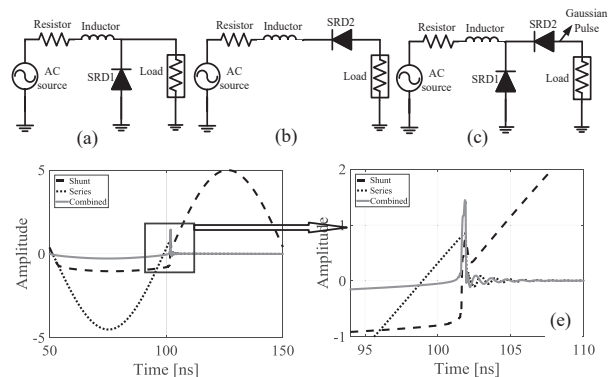 Resistor Inductor
SRD1
AC
source
Load
(a)
Resistor Inductor SRD2
AC
source
Load
(b)
Resistor Inductor SRD2 Gaussian
Pulse
SRD1
AC
source
Load
(c)
5
0
-5
Amplitude
Shunt
Series
Combined
50 100 150
Time [ns]
2
1
0
-1
Amplitude
Shunt
Series
Combined
(e)
95 100 105 110
Time [ns]